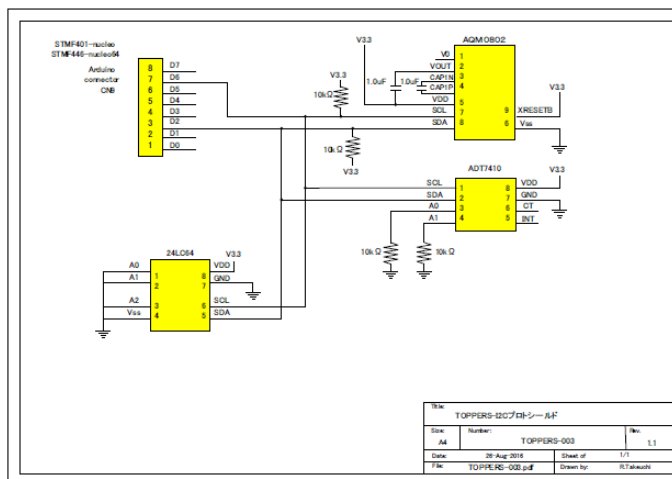 STMF401-nucleo
STMF446-nucleo64
Arduino
connector
CN9
8 D7
7 D6
6 D5
5 D4
4 D3
3 D2
2 D1
1 D0
V3.3
10kΩ
10kΩ
V3.3
V3.3
1.0uF
1.0uF
AQM0802
V0 1
VOUT 2
CAPIN 3
CAPIP 4
VDD 5
SCL 7
SDA 8
9 XRESETB
6 Vss
V3.3
ADT7410
SCL 1
SDA 2
A0 3
A1 4
8 VDD
7 GND
6 CT
5 INT
V3.3
10kΩ
10kΩ
24LC64
A0 1
A1 2
A2 3
Vss 4
8 VDD
7 GND
6 SCL
5 SDA
V3.3
Title:
TOPPERS-I2Cプロトシールド
Size: Number: Rev.
A4 TOPPERS-003 1.1
Date: 26-Aug-2016 Sheet of 1/1
File: TOPPERS-003.pdf Drawn by: R.Takeuchi